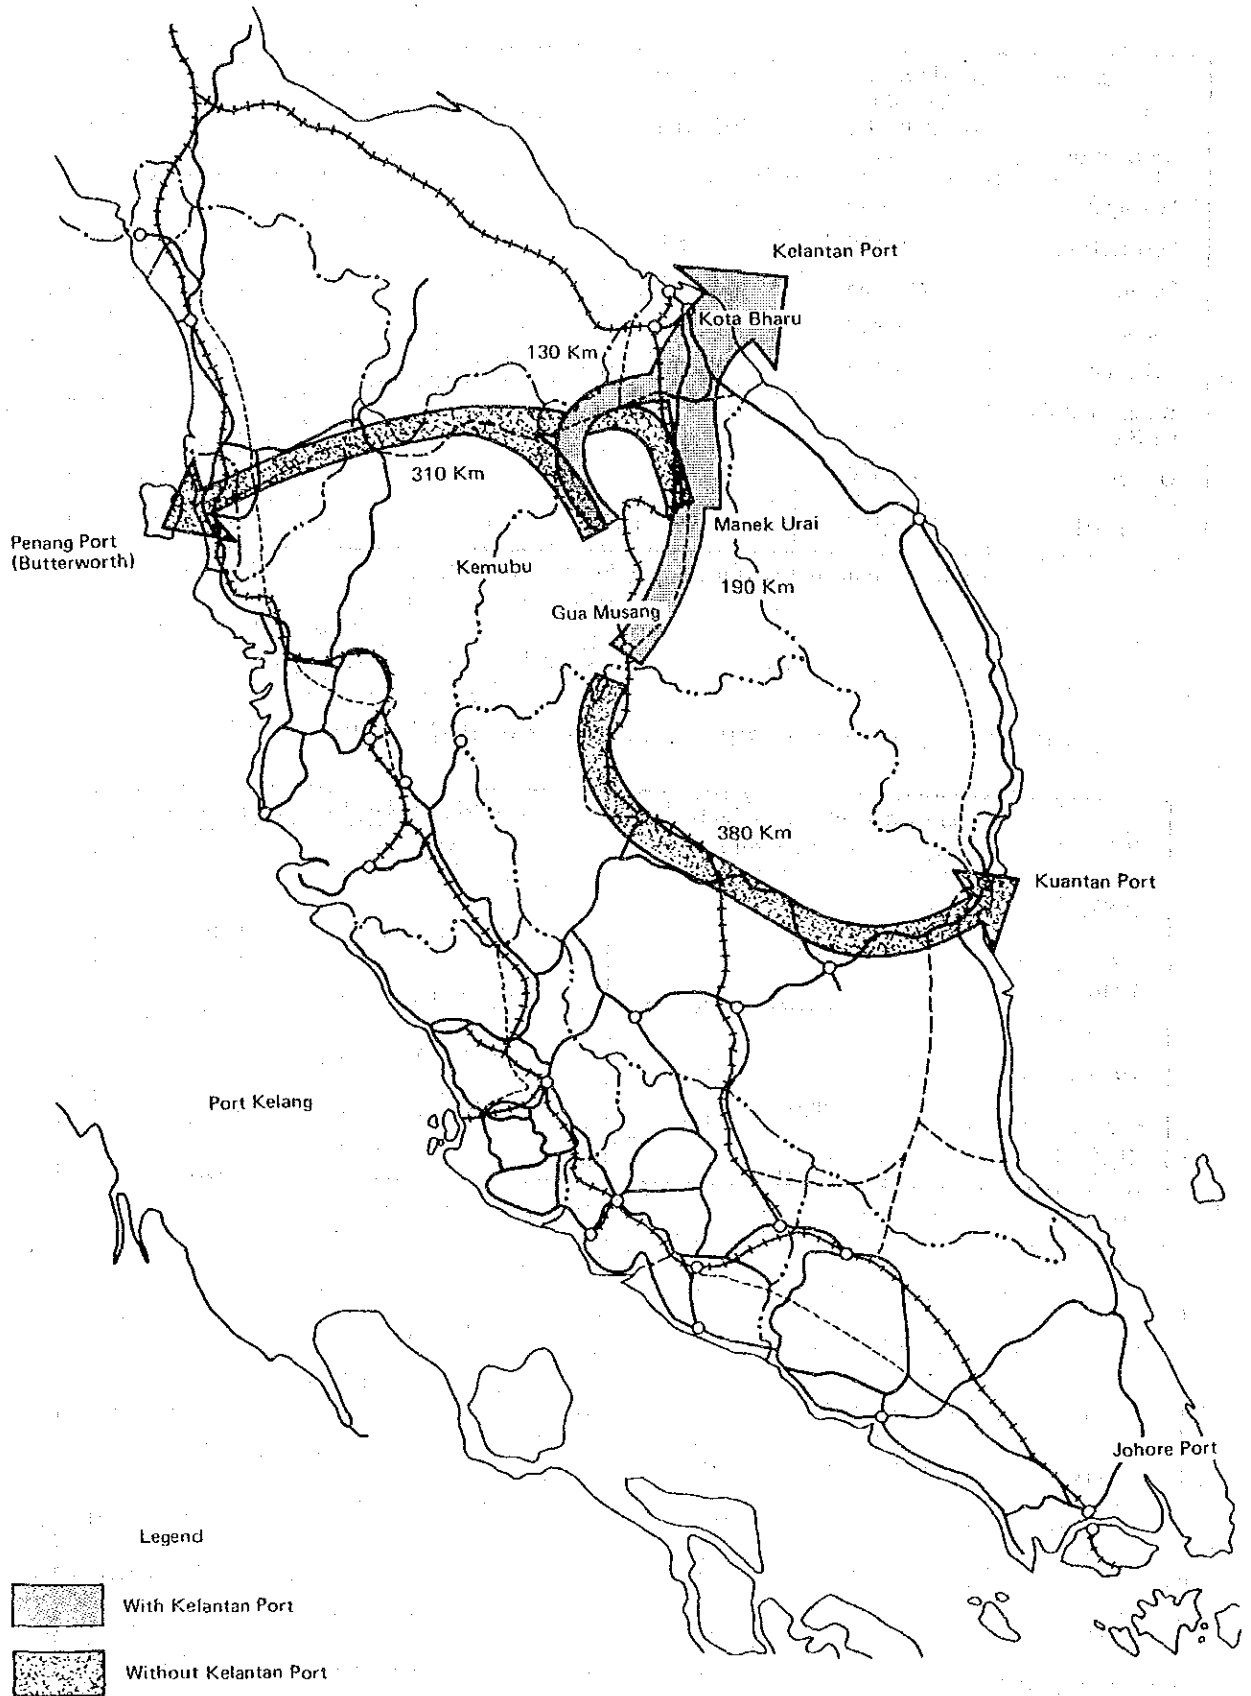 Kelantan Port
Kota Bharu
130 Km
310 Km
Penang Port
(Butterworth)
Manek Urai
Kemubu
190 Km
Gua Musang
380 Km
Kuantan Port
Port Kelang
Johore Port
Legend
With Kelantan Port
Without Kelantan Port